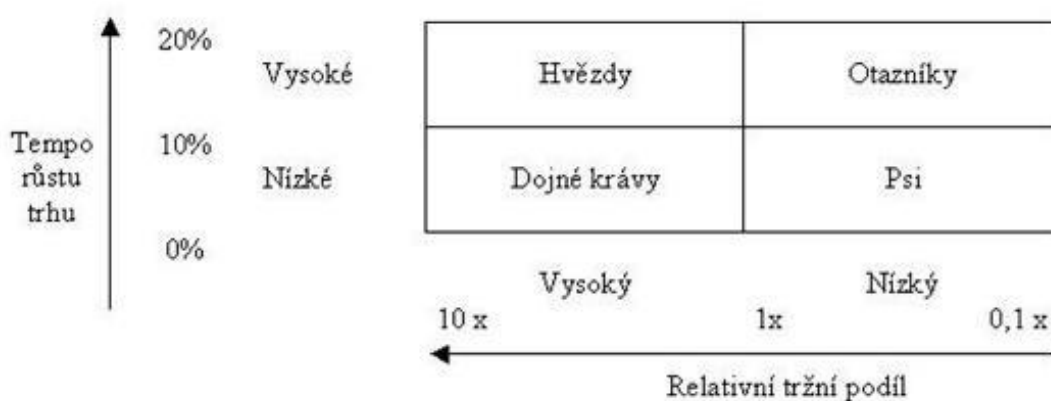 20%
Vysoké
Hvězdy
Otazníky
Tempo
růstu
trhu
10%
Nízké
Dojné krávy
Psi
0%
Vysoký
Nízký
10 x
1x
0,1 x
Relativní tržní podíl